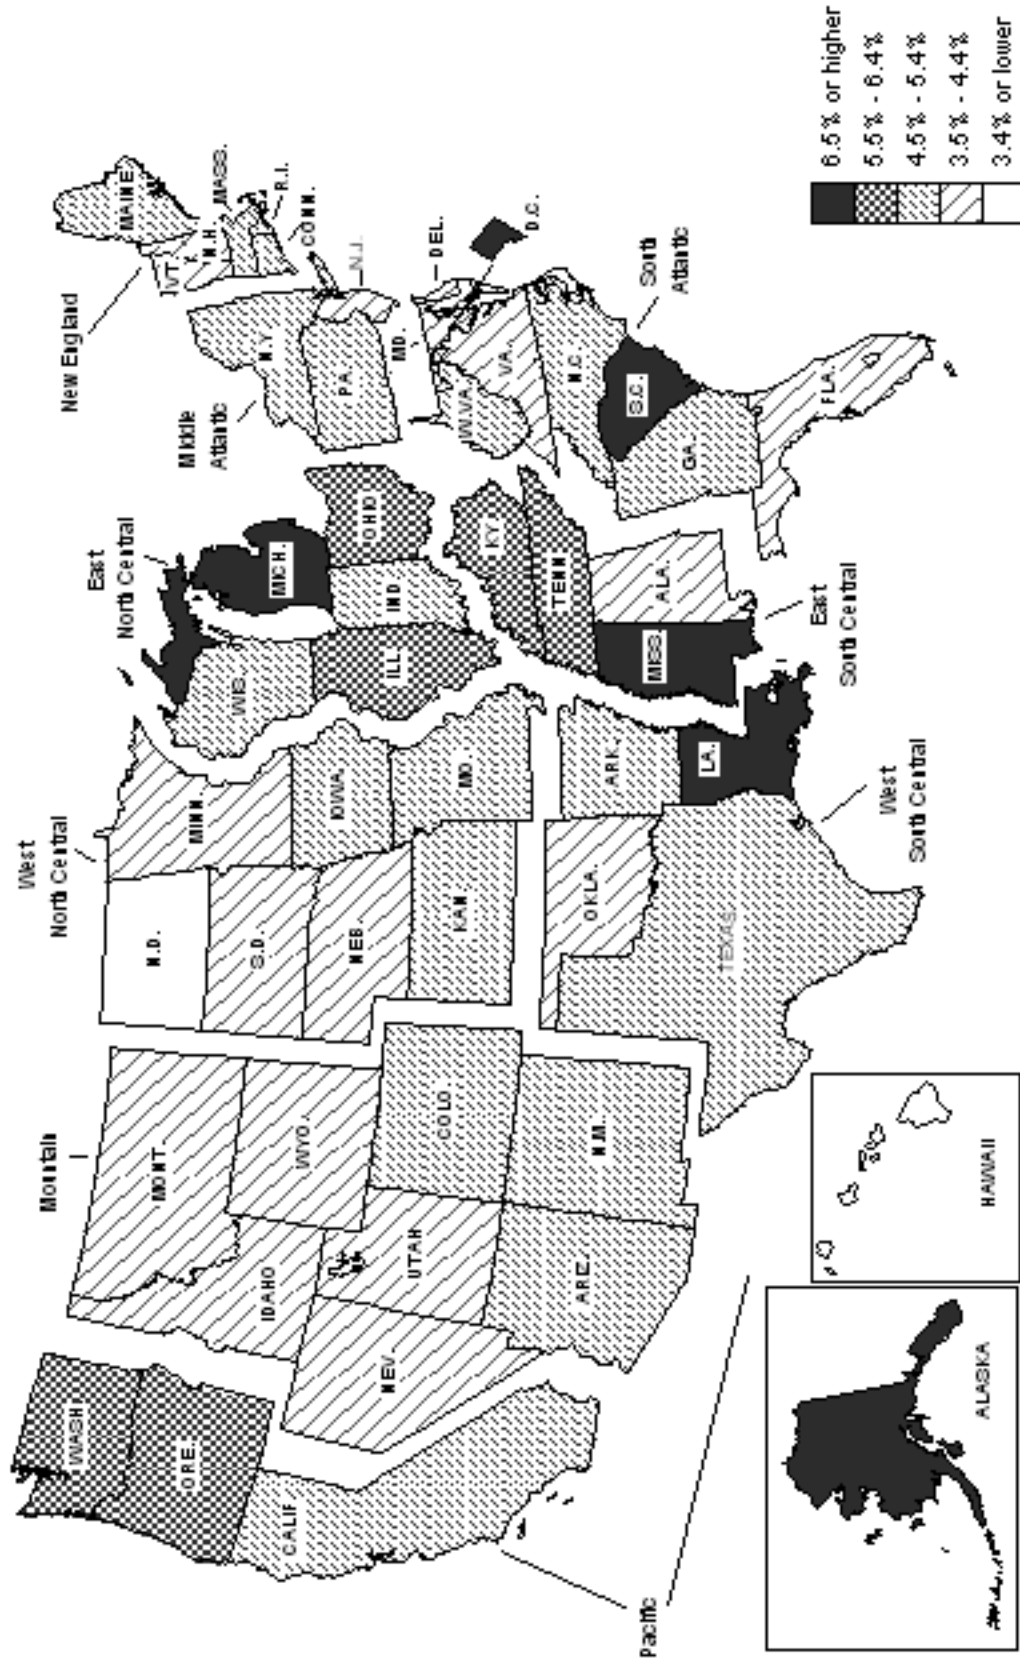 New England
Middle
Atlantic
East
North Central
West
North Central
Mountain
Pacific
South
Atlantic
East
South Central
West
South Central
MAINE
VT.
N.H.
MASS.
R.I.
CONN.
N.Y.
N.J.
PA.
DEL.
MD.
D.C.
W.VA.
VA.
N.C.
S.C.
GA.
FLA.
MICH.
OHIO
IND.
ILL.
WIS.
KY.
TENN.
ALA.
MISS.
MINN.
IOWA
MO.
N.D.
S.D.
NEB.
KAN.
ARK.
LA.
OKLA.
TEXAS
MONT.
IDAHO
WYO.
COLO.
UTAH
NEV.
ARIZ.
N.M.
WASH.
ORE.
CALIF.
ALASKA
HAWAII
6.5% or higher
5.5% - 6.4%
4.5% - 5.4%
3.5% - 4.4%
3.4% or lower